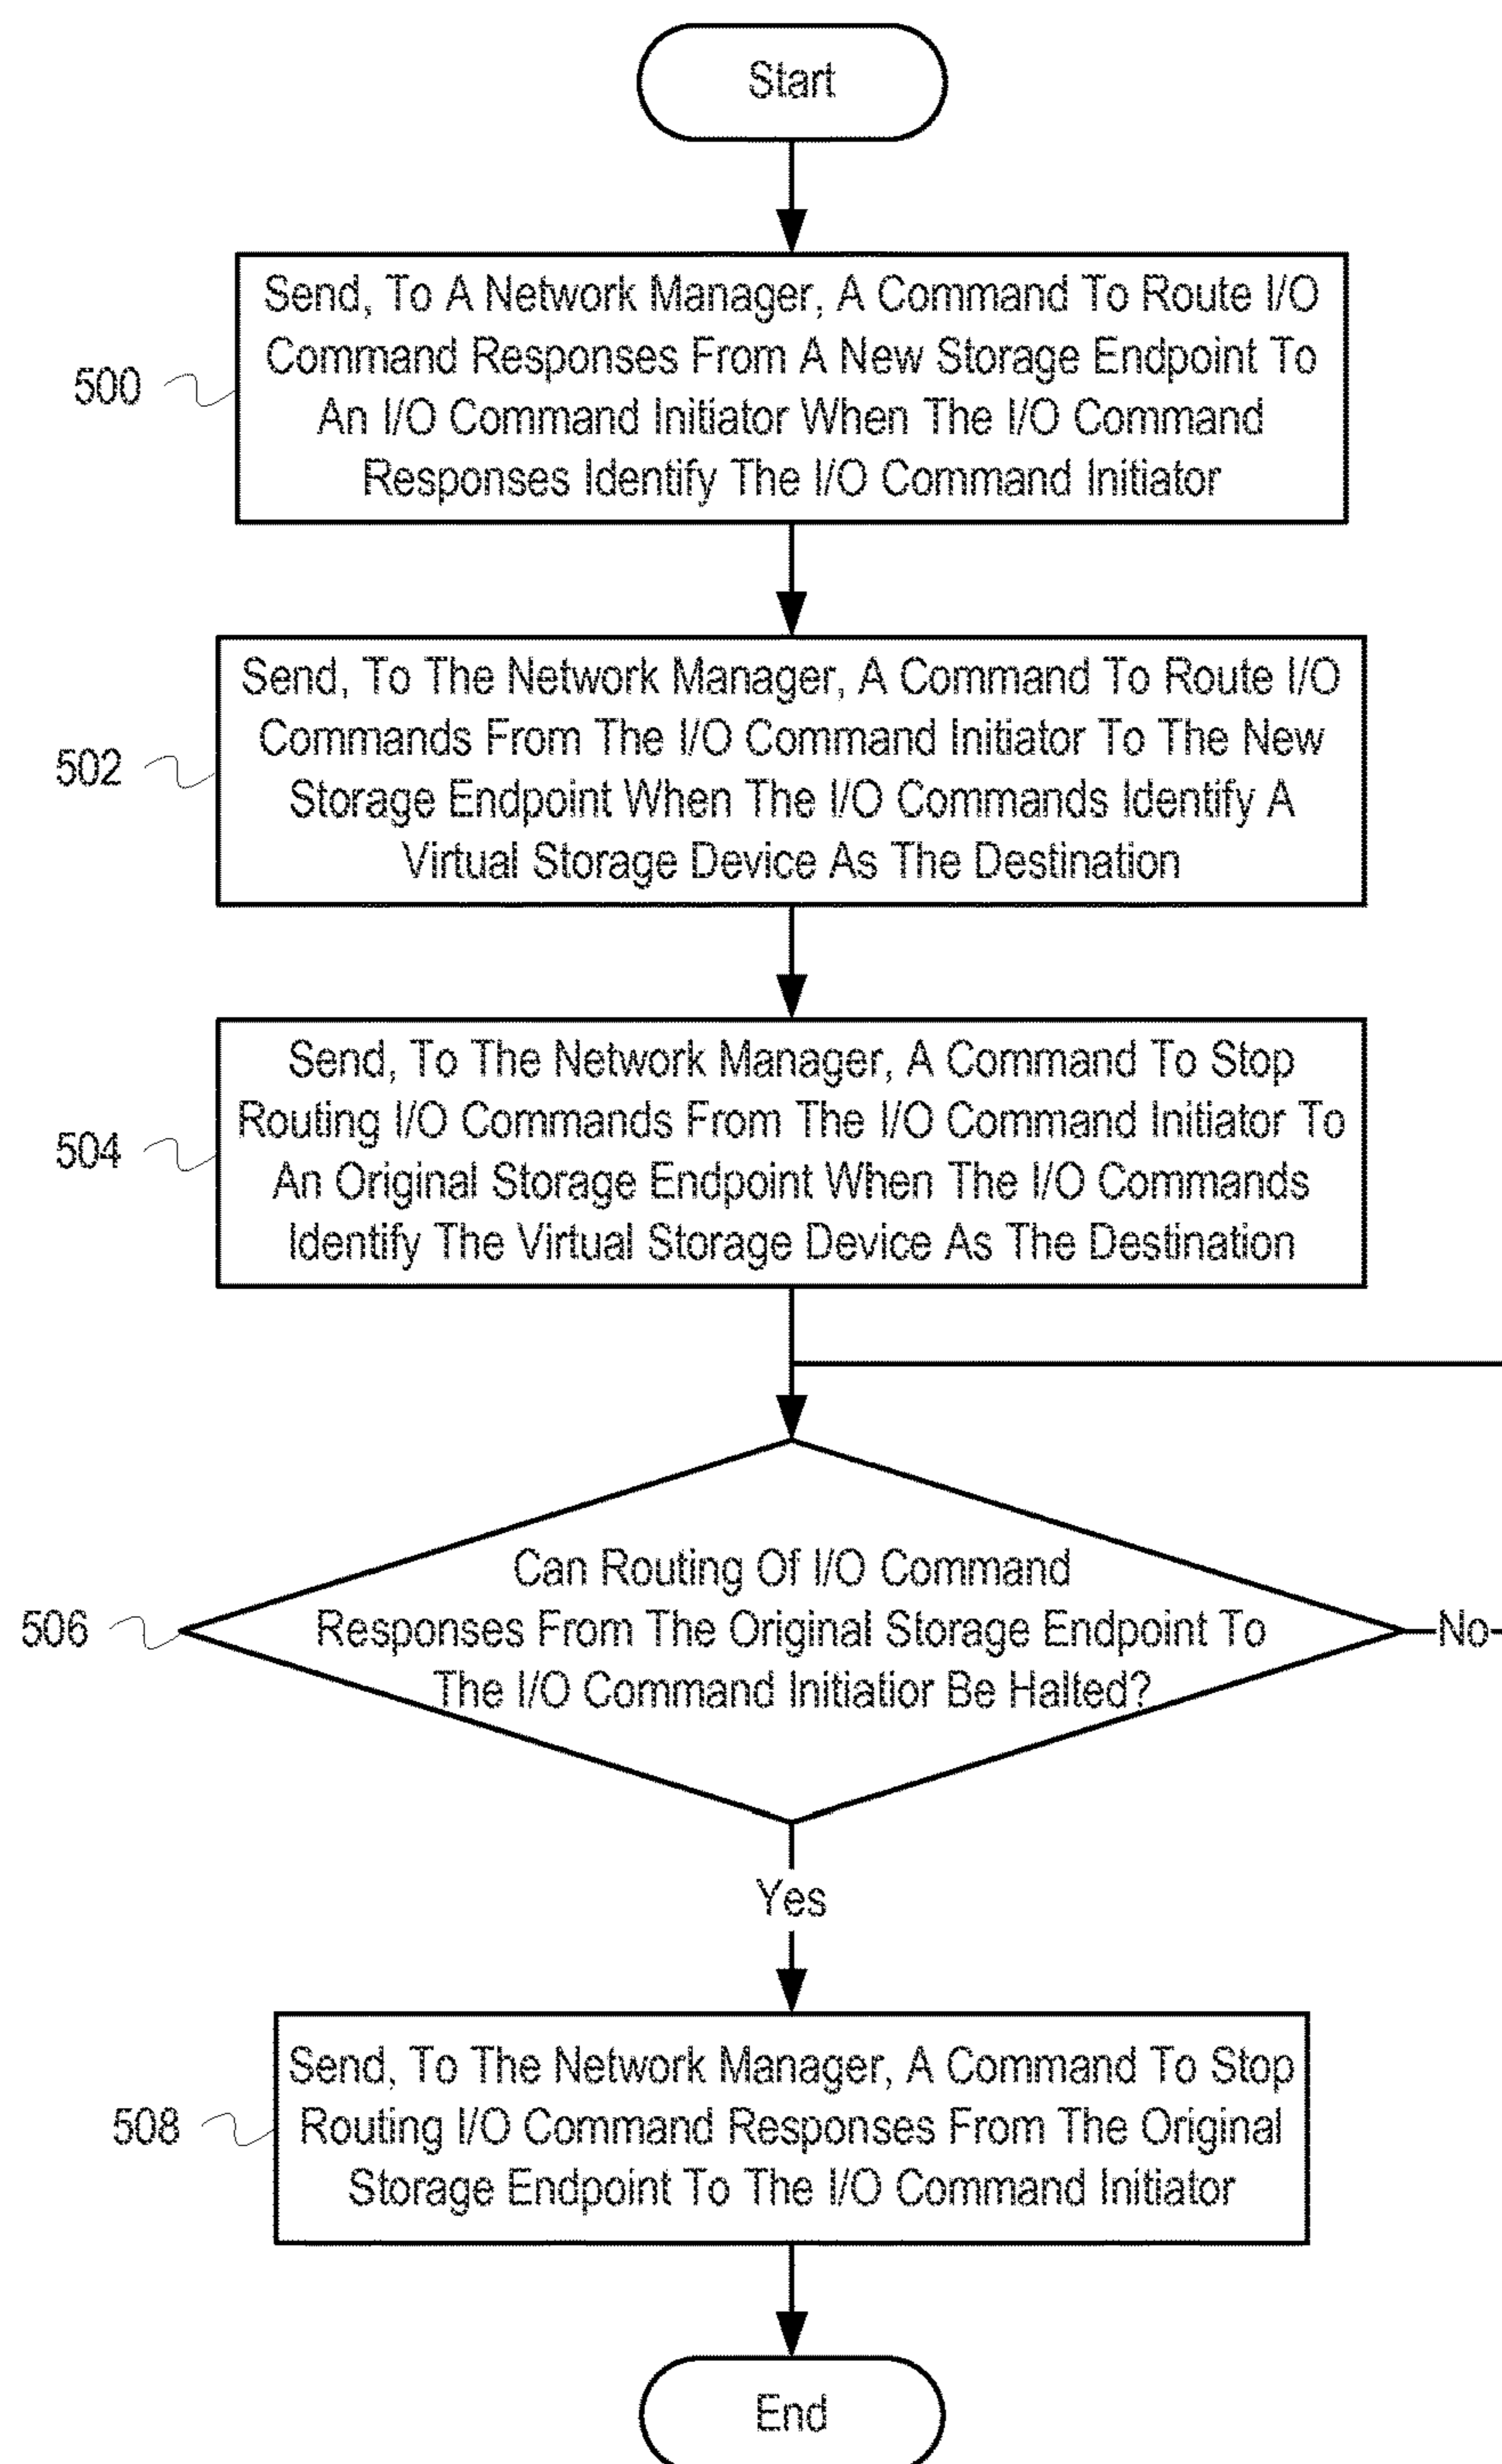 Start
500
Send, To A Network Manager, A Command To Route I/O
Command Responses From A New Storage Endpoint To
An I/O Command Initiator When The I/O Command
Responses Identify The I/O Command Initiator
502
Send, To The Network Manager, A Command To Route I/O
Commands From The I/O Command Initiator To The New
Storage Endpoint When The I/O Commands Identify A
Virtual Storage Device As The Destination
504
Send, To The Network Manager, A Command To Stop
Routing I/O Commands From The I/O Command Initiator To
An Original Storage Endpoint When The I/O Commands
Identify The Virtual Storage Device As The Destination
506
Can Routing Of I/O Command
Responses From The Original Storage Endpoint To
The I/O Command Initiatior Be Halted?
No
Yes
508
Send, To The Network Manager, A Command To Stop
Routing I/O Command Responses From The Original
Storage Endpoint To The I/O Command Initiator
End